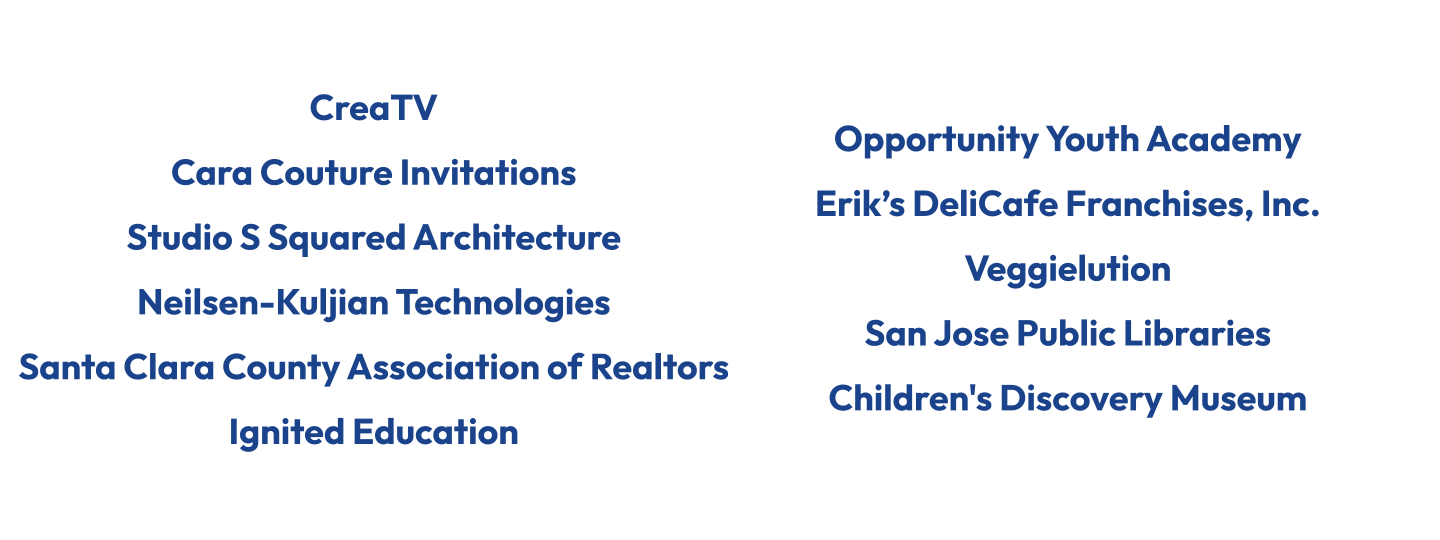 CreaTV
Cara Couture Invitations
Studio S Squared Architecture
Neilsen-Kuljian Technologies
Santa Clara County Association of Realtors
Ignited Education
Opportunity Youth Academy
Erik’s DeliCafe Franchises, Inc.
Veggielution
San Jose Public Libraries
Children's Discovery Museum